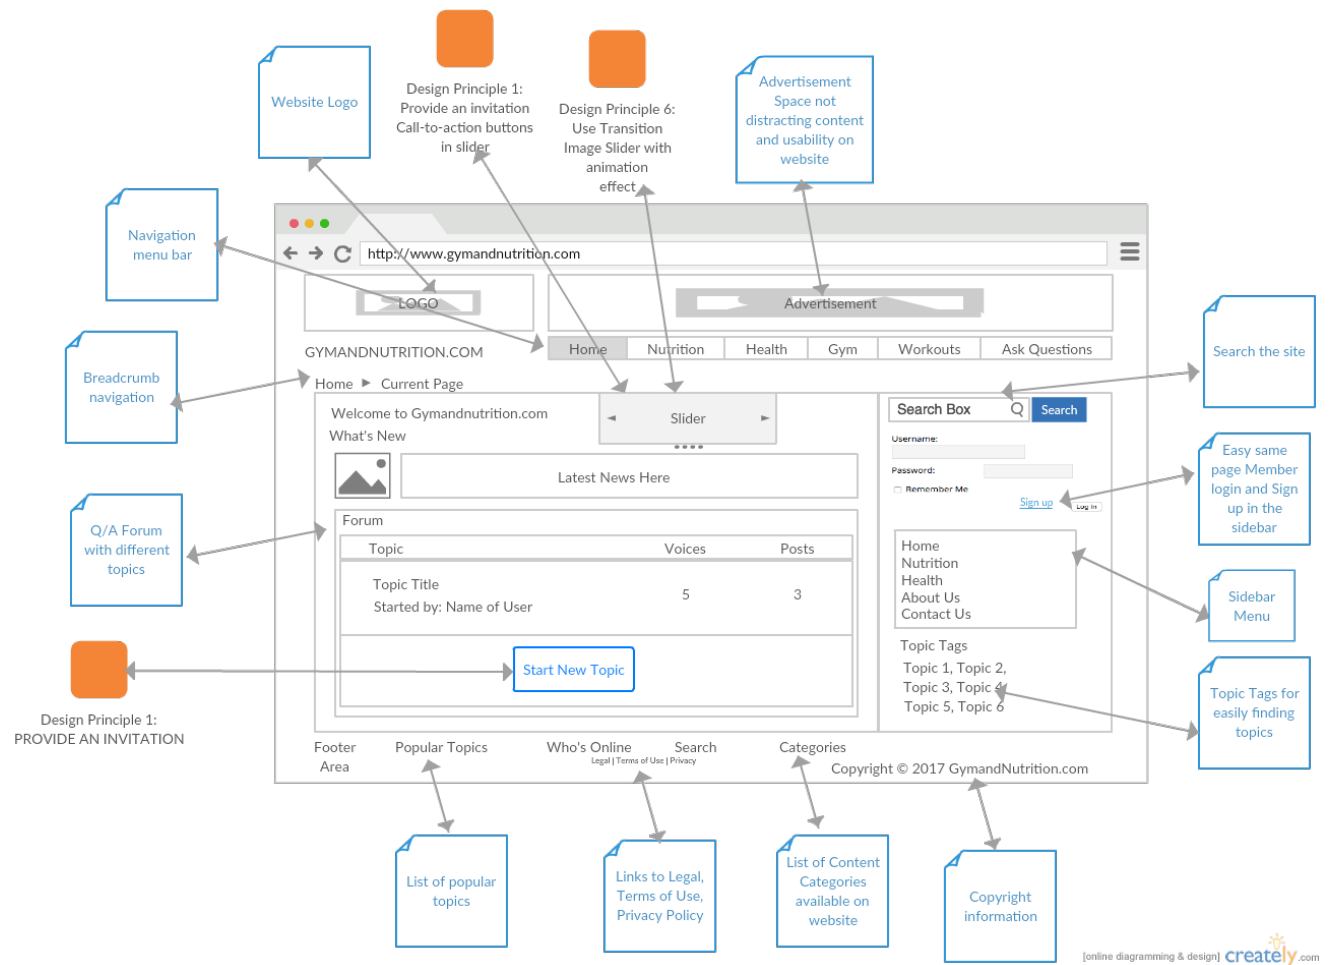 Design Principle 1:
Provide an invitation
Call-to-action buttons
in slider
Design Principle 6:
Use Transition
Image Slider with
animation
effect
Website Logo
Advertisement
Space not
distracting content
and usability on
website
Navigation
menu bar
http://www.gymandnutrition.com
LOGO
Advertisement
GYMANDNUTRITION.COM
Home Nutrition Health Gym Workouts Ask Questions
Search the site
Breadcrumb
navigation
Home Current Page
Welcome to Gymandnutrition.com
What's New
Slider
Search Box Search
Username:
Password:
Remember Me
Sign up Log in
Easy same
page Member
login and Sign
up in the
sidebar
Latest News Here
Q/A Forum
with different
topics
Forum
Topic Voices Posts
Topic Title
Started by: Name of User
5 3
Start New Topic
Home
Nutrition
Health
About Us
Contact Us
Sidebar
Menu
Topic Tags
Topic 1, Topic 2,
Topic 3, Topic 4,
Topic 5, Topic 6
Topic Tags for
easily finding
topics
Design Principle 1:
PROVIDE AN INVITATION
Footer
Area
Popular Topics
Who's Online
Search
Categories
Legal | Terms of Use | Privacy
Copyright © 2017 GymandNutrition.com
List of popular
topics
Links to Legal,
Terms of Use,
Privacy Policy
List of Content
Categories
available on
website
Copyright
information
[online diagramming & design] creately.com